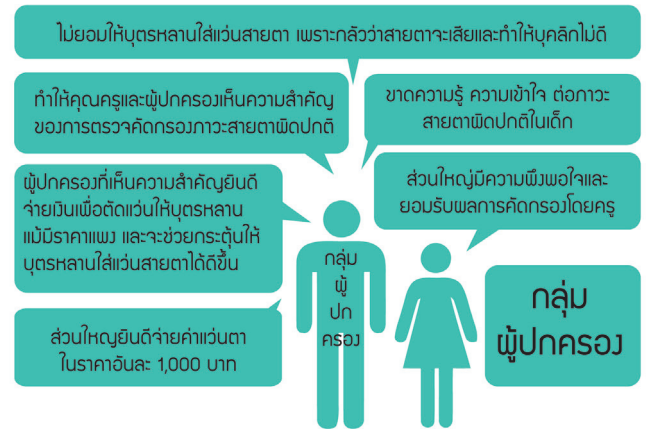 ไม่ยอมให้บุตรหลานใส่แว่นสายตา เพราะกลัวว่าสายตาจะเสียและทำให้บุคลิกไม่ดี
ทำให้คุณครูและผู้ปกครองเห็นความสำคัญ
ของการตรวจคัดกรองภาวะสายตาผิดปกติ
ขาดความรู้ ความเข้าใจ ต่อภาวะ
สายตาผิดปกติในเด็ก
ผู้ปกครองที่เห็นความสำคัญยินดี
จ่ายเงินเพื่อตัดแว่นให้บุตรหลาน
แม้มีราคาแพง และจะช่วยกระตุ้นให้
บุตรหลานใส่แว่นสายตาได้ดีขึ้น
ส่วนใหญ่มีความพึงพอใจและ
ยอมรับผลการคัดกรองโดยครู
ส่วนใหญ่ยินดีจ่ายค่าแว่นตา
ในราคาอันละ 1,000 บาท
กลุ่ม
ผู้
ปก
ครอง
กลุ่ม
ผู้ปกครอง